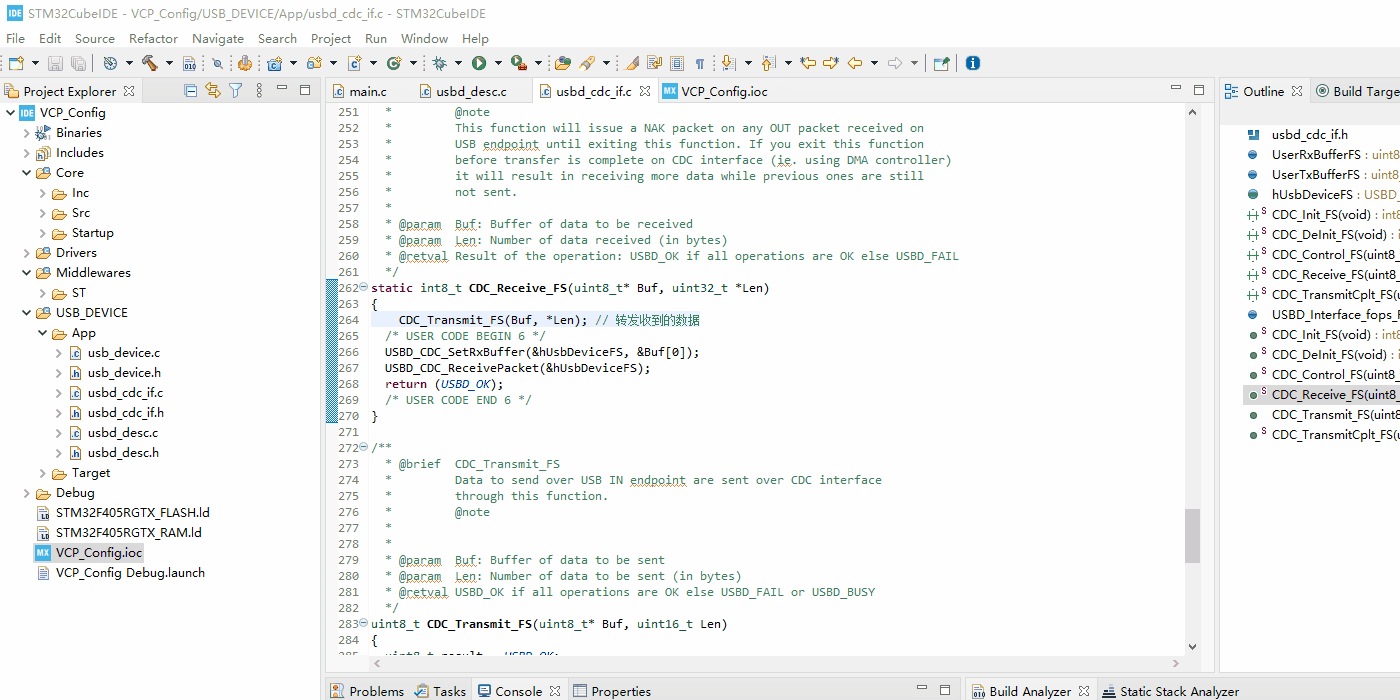 STM32CubeIDE - VCP_Config/USB_DEVICE/App/usbd_cdc_if.c - STM32CubeIDE
File Edit Source Refactor Navigate Search Project Run Window Help
Project Explorer
VCP_Config
Binaries
Includes
Core
Inc
Src
Startup
Drivers
Middlewares
ST
USB_DEVICE
App
usb_device.c
usb_device.h
usbd_cdc_if.c
usbd_cdc_if.h
usbd_desc.c
usbd_desc.h
Target
Debug
STM32F405RGTX_FLASH.ld
STM32F405RGTX_RAM.ld
VCP_Config.ioc
VCP_Config Debug.launch
main.c usbd_desc.c usbd_cdc_if.c VCP_Config.ioc
251 * @note
252 * This function will issue a NAK packet on any OUT packet received on
253 * USB endpoint until exiting this function. If you exit this function
254 * before transfer is complete on CDC interface (ie. using DMA controller)
255 * it will result in receiving more data while previous ones are still
256 * not sent.
257 *
258 * @param Buf: Buffer of data to be received
259 * @param Len: Number of data received (in bytes)
260 * @retval Result of the operation: USBD_OK if all operations are OK else USBD_FAIL
261 */
262 static int8_t CDC_Receive_FS(uint8_t* Buf, uint32_t *Len)
263 {
264 CDC_Transmit_FS(Buf, *Len); // 转发收到的数据
265 /* USER CODE BEGIN 6 */
266 USBD_CDC_SetRxBuffer(&hUsbDeviceFS, &Buf[0]);
267 USBD_CDC_ReceivePacket(&hUsbDeviceFS);
268 return (USBD_OK);
269 /* USER CODE END 6 */
270 }
271
272 /**
273 * @brief CDC_Transmit_FS
274 * Data to send over USB IN endpoint are sent over CDC interface
275 * through this function.
276 * @note
277 *
278 *
279 * @param Buf: Buffer of data to be sent
280 * @param Len: Number of data to be sent (in bytes)
281 * @retval USBD_OK if all operations are OK else USBD_FAIL or USBD_BUSY
282 */
283 uint8_t CDC_Transmit_FS(uint8_t* Buf, uint16_t Len)
284 {
Outline Build Targe
usbd_cdc_if.h
UserRxBufferFS : uint8
UserTxBufferFS : uint8_
hUsbDeviceFS : USBD_
CDC_Init_FS(void) : int8
CDC_DeInit_FS(void) : i
CDC_Control_FS(uint8_
CDC_Receive_FS(uint8_
CDC_TransmitCplt_FS(u
USBD_Interface_fops_F
CDC_Init_FS(void) : int8
CDC_DeInit_FS(void) : i
CDC_Control_FS(uint8_
CDC_Receive_FS(uint8_
CDC_Transmit_FS(uint8
CDC_TransmitCplt_FS(u
Problems Tasks Console Properties
Build Analyzer Static Stack Analyzer